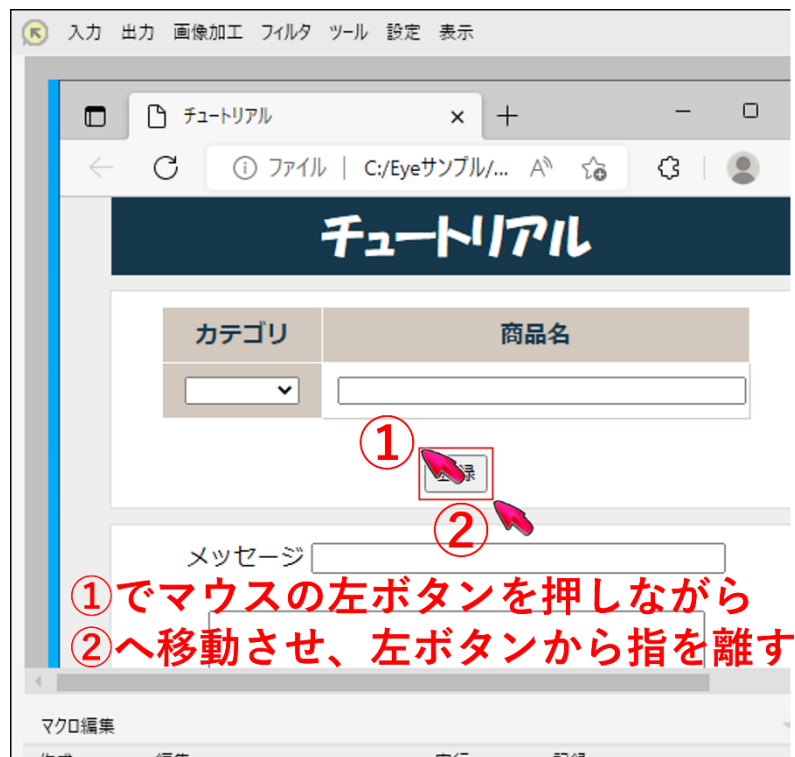 入力 出力 画像加工 フィルタ ツール 設定 表示
チュートリアル
ファイル | C:/Eyeサンプル/...
チュートリアル
カテゴリ 商品名
①
②
メッセージ
①でマウスの左ボタンを押しながら
②へ移動させ、左ボタンから指を離す
マクロ編集